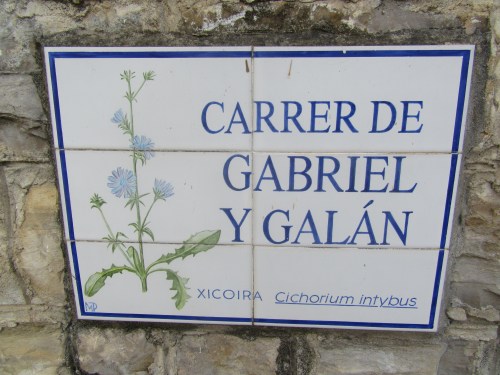 CARRER DE
GABRIEL
Y GALÁN
XICOIRA Cichorium intybus